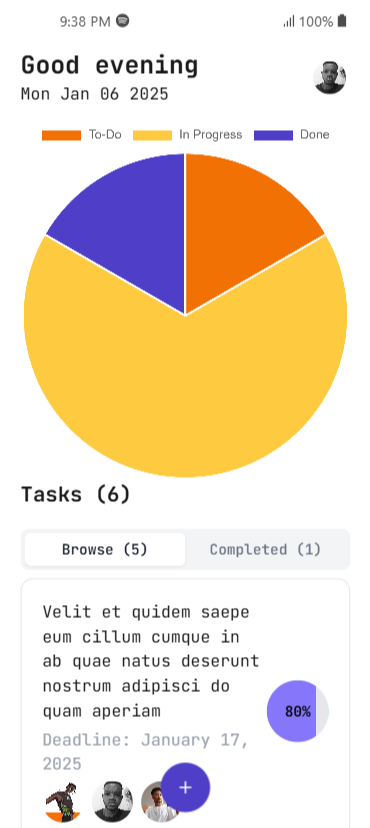 9:38 PM 100%
Good evening
Mon Jan 06 2025
To-Do In Progress Done
Tasks (6)
Browse (5) Completed (1)
Velit et quidem saepe
eum cillum cumque in
ab quae natus deserunt
nostrum adipisci do
quam aperiam
80%
Deadline: January 17,
2025
+